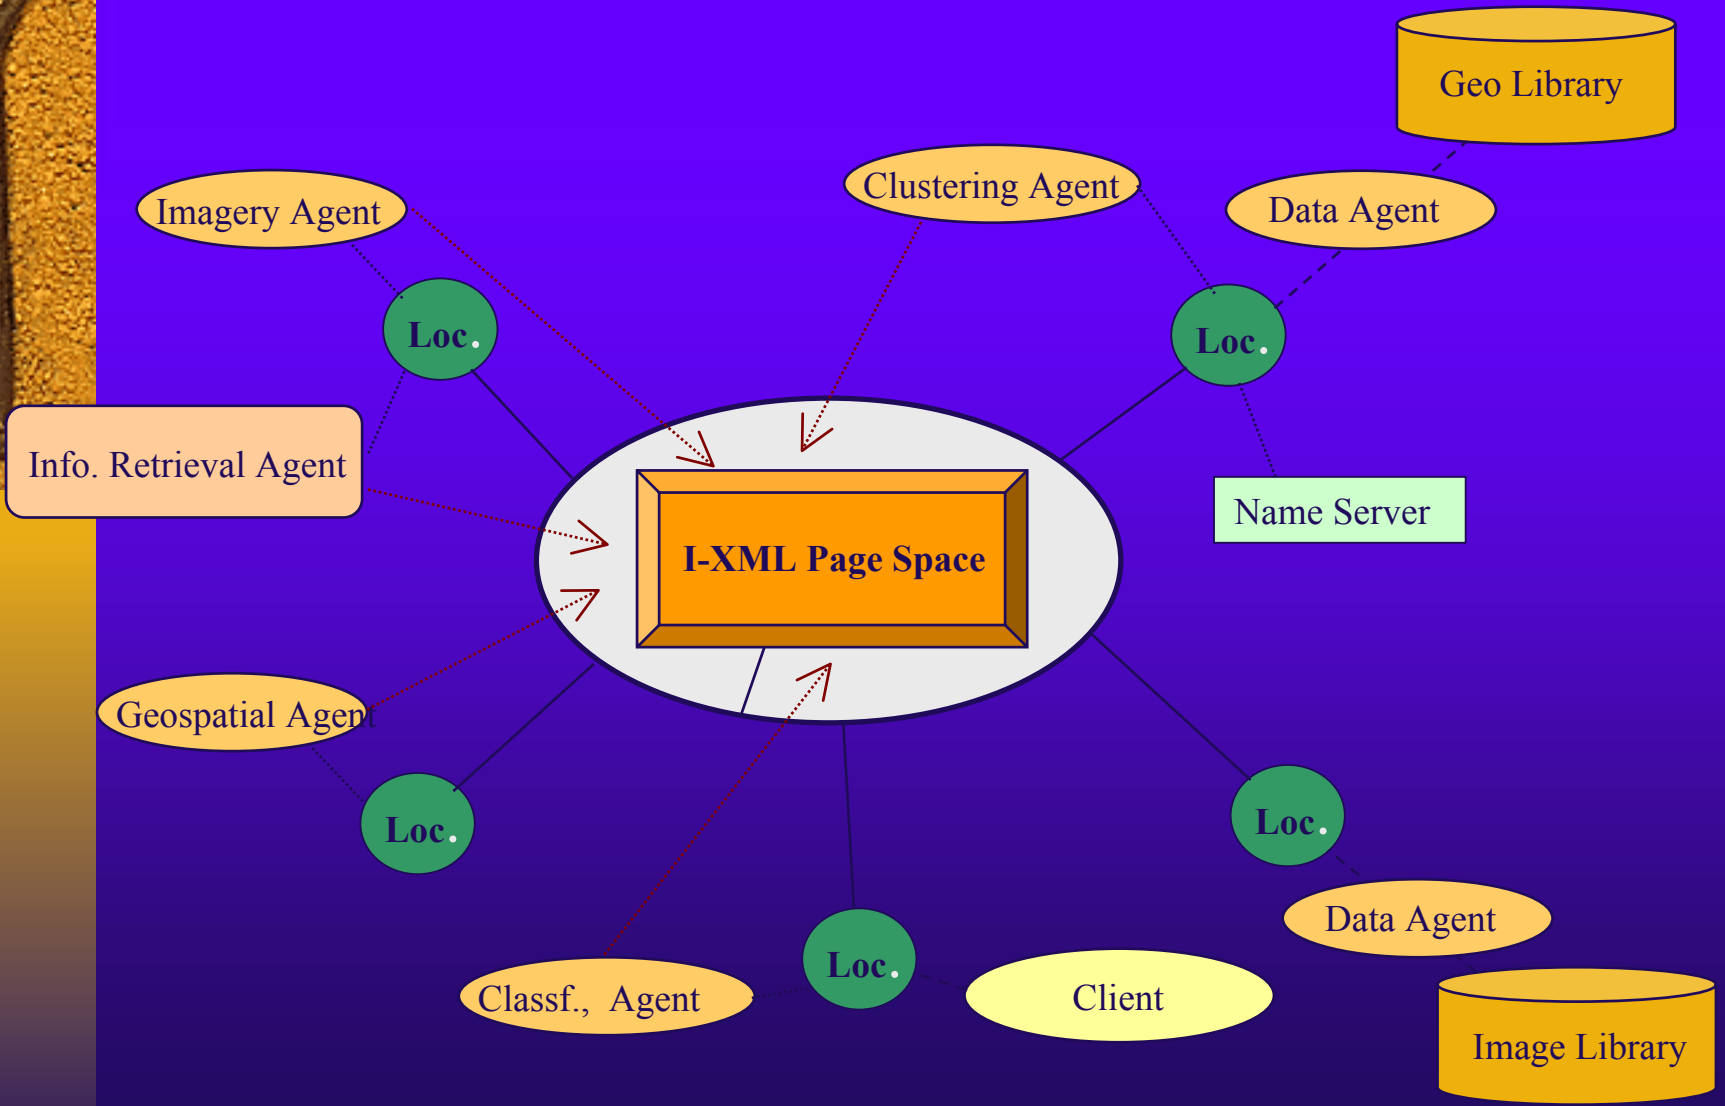 Geo Library
Clustering Agent
Data Agent
Imagery Agent
Loc.
Loc.
Info. Retrieval Agent
Name Server
I-XML Page Space
Geospatial Agent
Loc.
Loc.
Data Agent
Loc.
Classf.,  Agent
Client
Image Library